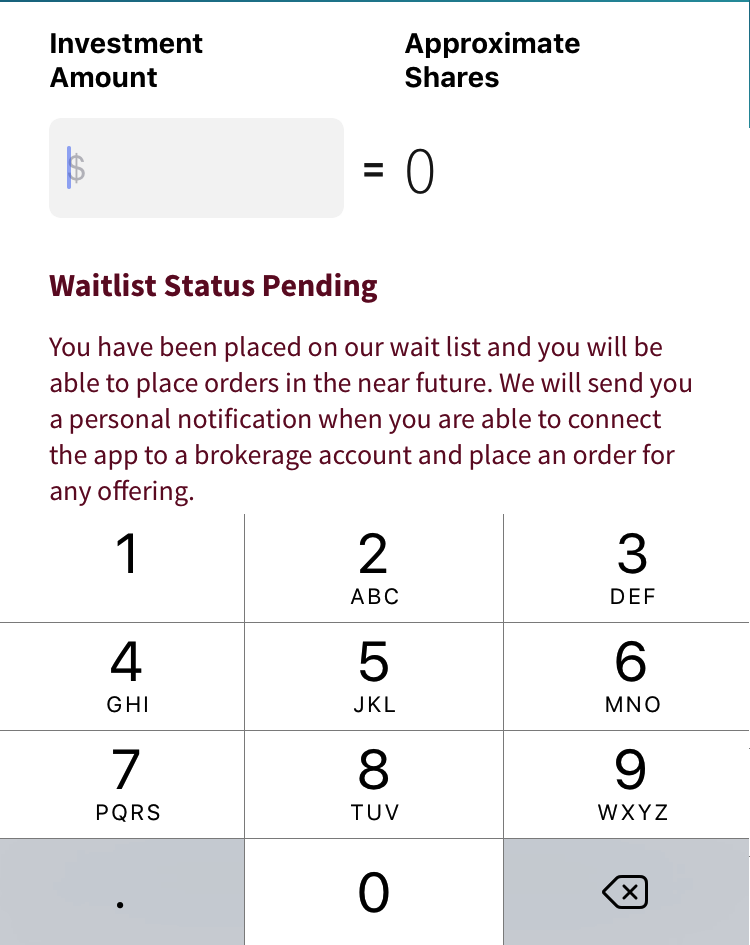 Investment Approximate
Amount Shares
$ = 0
Waitlist Status Pending
You have been placed on our wait list and you will be
able to place orders in the near future. We will send you
a personal notification when you are able to connect
the app to a brokerage account and place an order for
any offering.
1 2 3
ABC DEF
4 5 6
GHI JKL MNO
7 8 9
PQRS TUV WXYZ
. 0